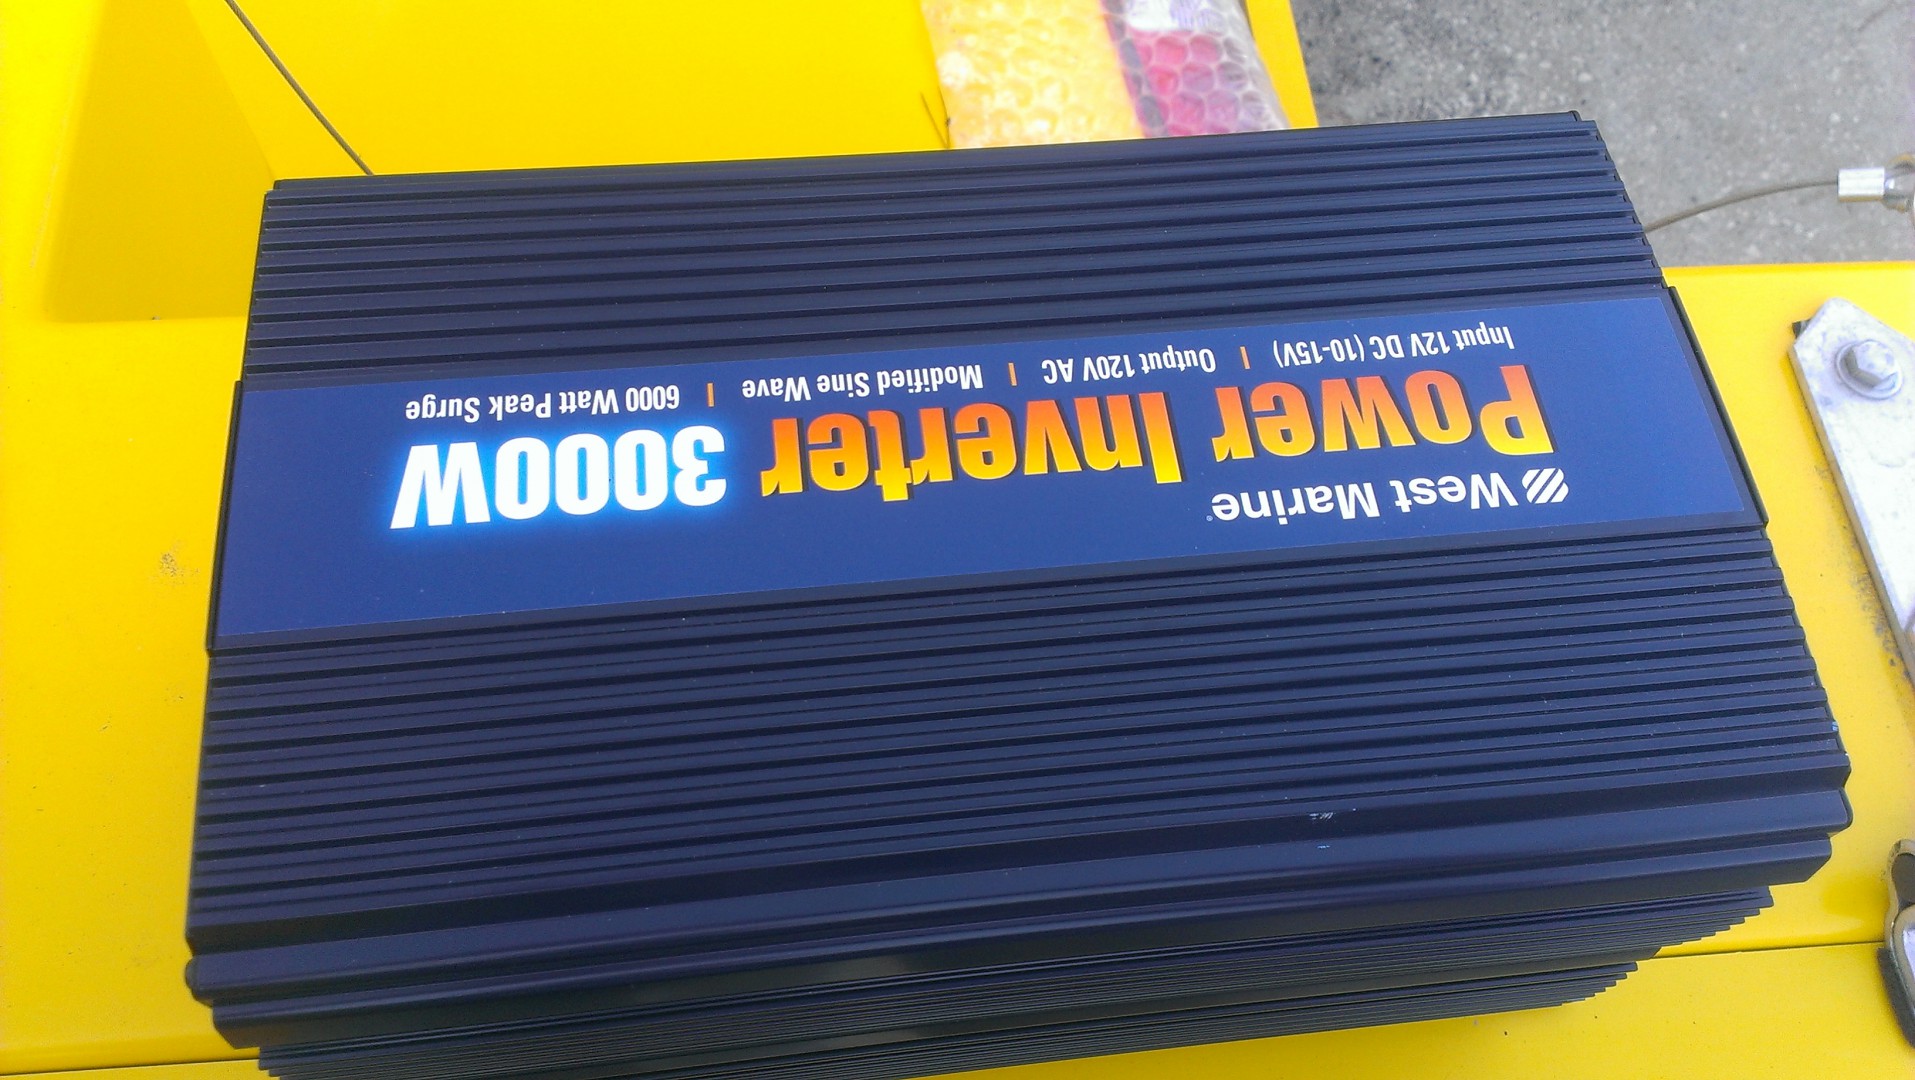 West Marine®
Power Inverter 3000W
Input 12V DC (10-15V) | Output 120V AC | Modified Sine Wave | 6000 Watt Peak Surge